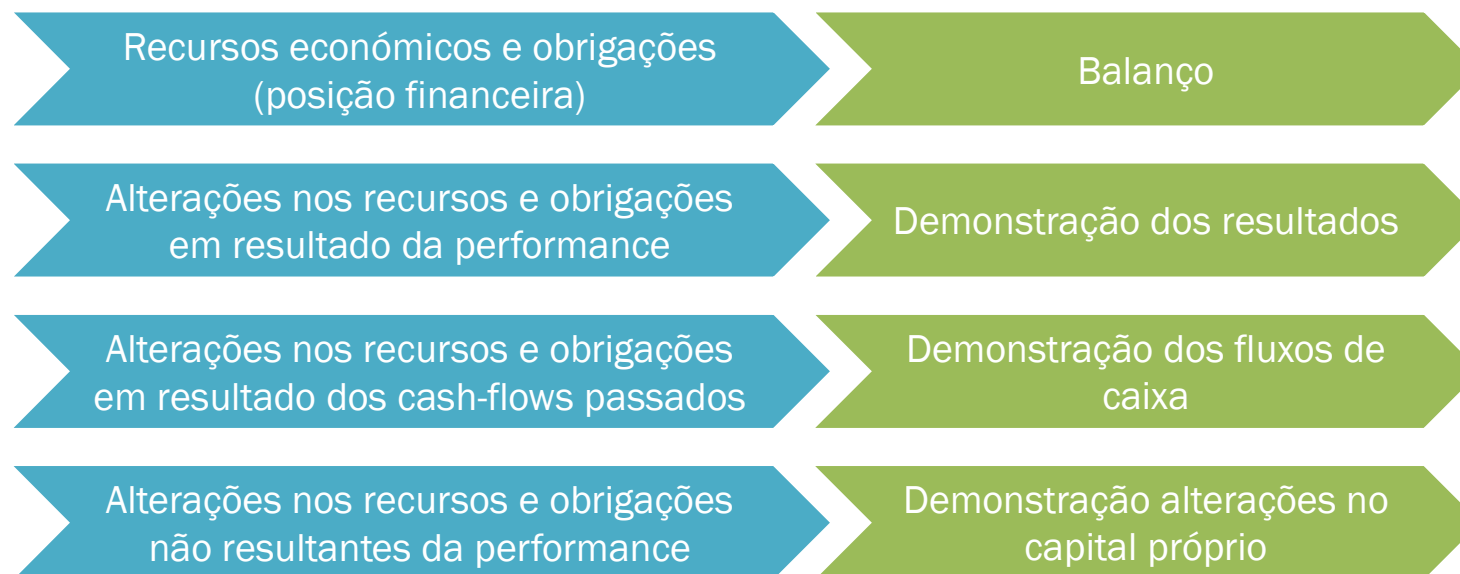 Recursos económicos e obrigações
(posição financeira)
Balanço
Alterações nos recursos e obrigações
em resultado da performance
Demonstração dos resultados
Alterações nos recursos e obrigações
em resultado dos cash-flows passados
Demonstração dos fluxos de
caixa
Alterações nos recursos e obrigações
não resultantes da performance
Demonstração alterações no
capital próprio